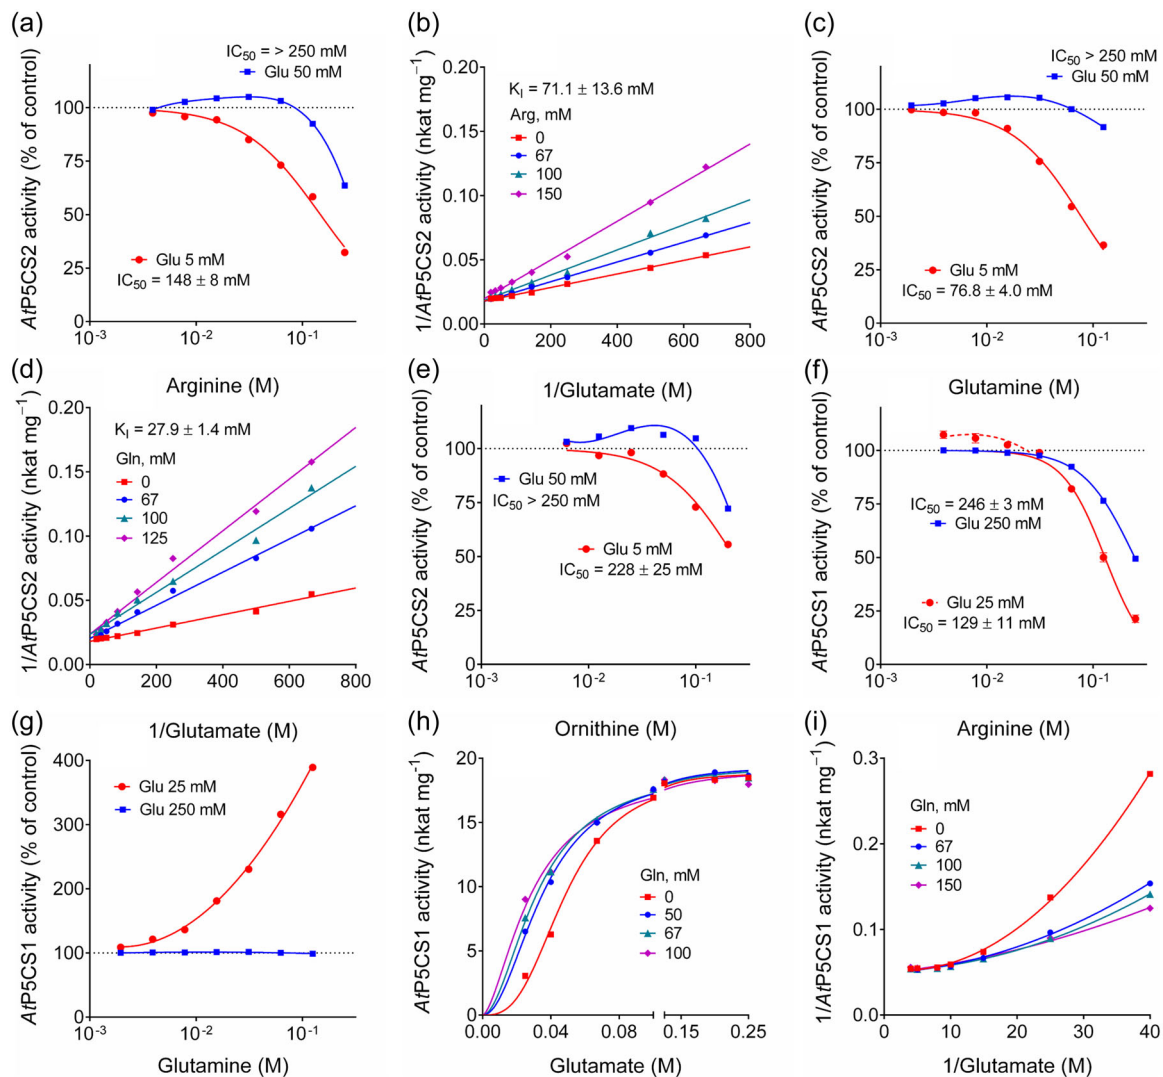 (a)
IC50 = > 250 mM
Glu 50 mM
100
75
50
25
0
AtP5CS2 activity (% of control)
Glu 5 mM
IC50 = 148 ± 8 mM
10−3 10−2 10−1
Arginine (M)
(b)
0.20
0.15
0.10
0.05
0.00
1/AtP5CS2 activity (nkat mg−1)
KI = 71.1 ± 13.6 mM
Arg, mM
0
67
100
150
0 200 400 600 800
1/Glutamate (M)
(c)
IC50 > 250 mM
Glu 50 mM
100
75
50
25
0
AtP5CS2 activity (% of control)
Glu 5 mM
IC50 = 76.8 ± 4.0 mM
10−3 10−2 10−1
Glutamine (M)
(d)
0.20
0.15
0.10
0.05
0.00
1/AtP5CS2 activity (nkat mg−1)
KI = 27.9 ± 1.4 mM
Gln, mM
0
67
100
125
0 200 400 600 800
1/Glutamate (M)
(e)
100
75
50
25
0
AtP5CS2 activity (% of control)
Glu 50 mM
IC50 > 250 mM
Glu 5 mM
IC50 = 228 ± 25 mM
10−3 10−2 10−1
Ornithine (M)
(f)
100
75
50
25
0
AtP5CS1 activity (% of control)
IC50 = 246 ± 3 mM
Glu 250 mM
Glu 25 mM
IC50 = 129 ± 11 mM
10−3 10−2 10−1
Arginine (M)
(g)
400
300
200
100
0
AtP5CS1 activity (% of control)
Glu 25 mM
Glu 250 mM
10−3 10−2 10−1
Glutamine (M)
(h)
20
15
10
5
0
AtP5CS1 activity (nkat mg−1)
Gln, mM
0
50
67
100
0.00 0.04 0.08 0.15 0.25
Glutamate (M)
(i)
0.3
0.2
0.1
0.0
1/AtP5CS1 activity (nkat mg−1)
Gln, mM
0
67
100
150
0 10 20 30 40
1/Glutamate (M)